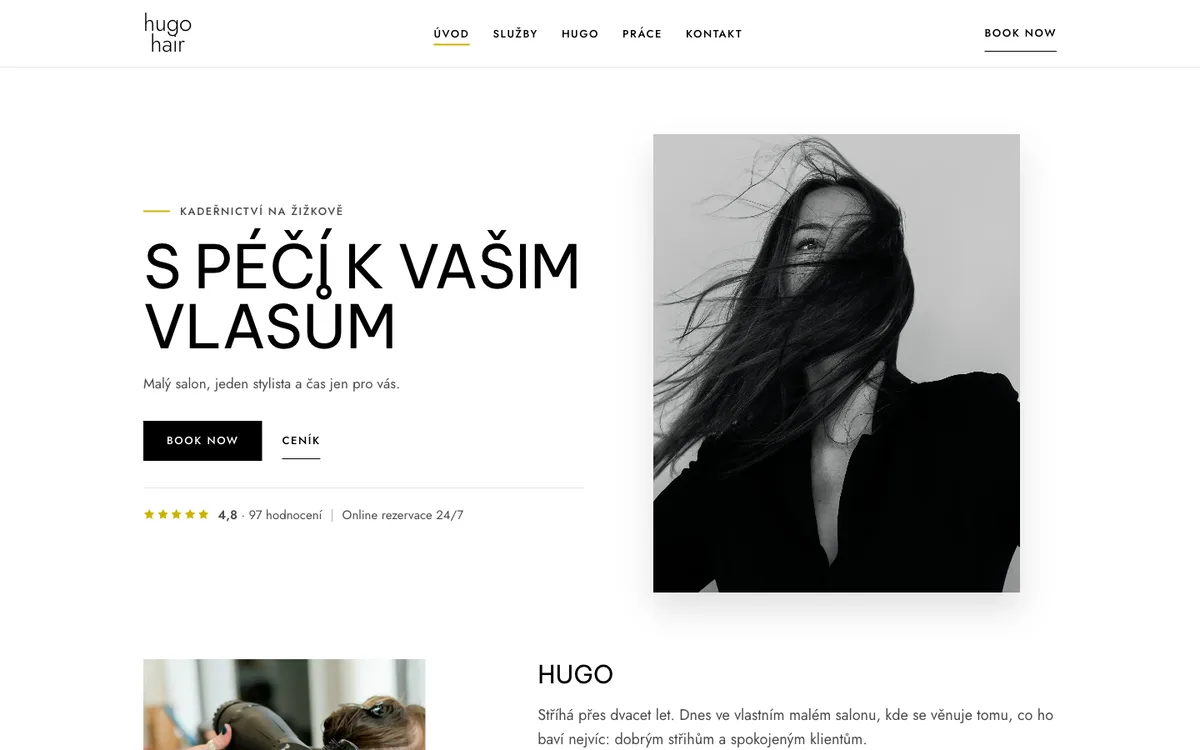 hugo
hair
ÚVOD SLUŽBY HUGO PRÁCE KONTAKT
BOOK NOW
KADEŘNICTVÍ NA ŽIŽKOVĚ
S PÉČÍ K VAŠIM
VLASŮM
Malý salon, jeden stylista a čas jen pro vás.
BOOK NOW CENÍK
4,8 · 97 hodnocení | Online rezervace 24/7
HUGO
Stříhá přes dvacet let. Dnes ve vlastním malém salonu, kde se věnuje tomu, co ho
baví nejvíc: dobrým střihům a spokojeným klientům.